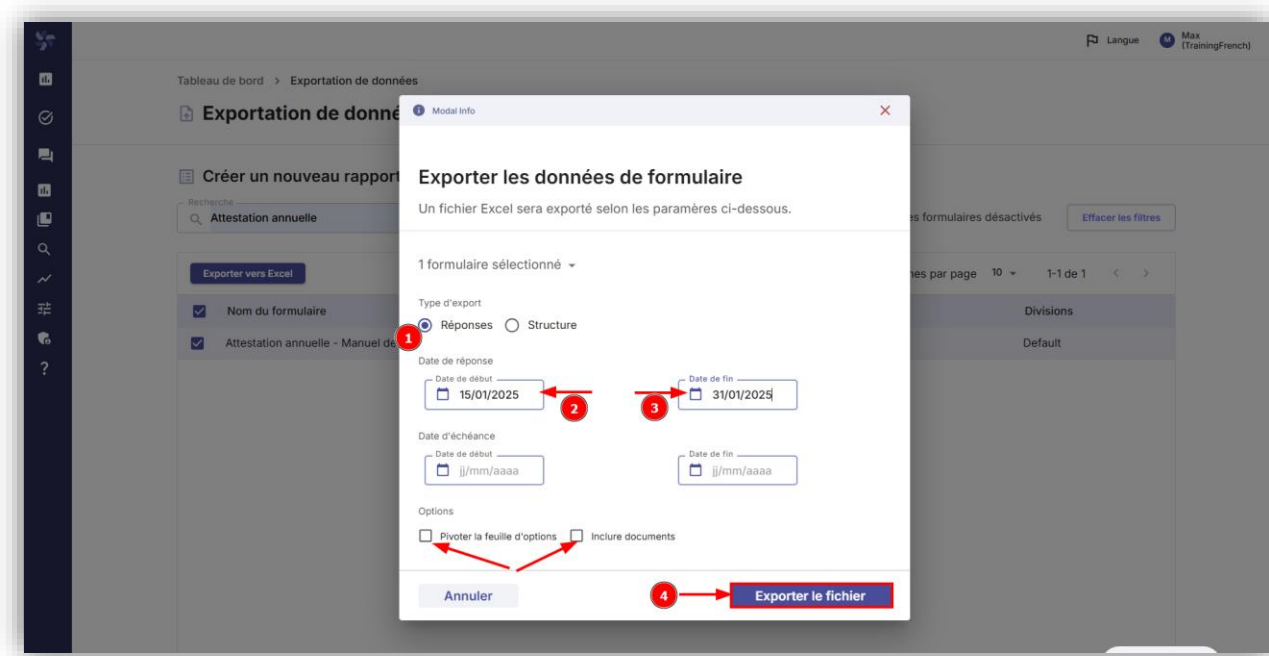 Langue
M
Max
(TrainingFrench)
Tableau de bord > Exportation de données
Exportation de donné
Modal Info
Créer un nouveau rapport
Exporter les données de formulaire
Recherche
Attestation annuelle
Un fichier Excel sera exporté selon les paramètres ci-dessous.
es formulaires désactivés
Effacer les filtres
1 formulaire sélectionné
Exporter vers Excel
nes par page 10
1-1 de 1
Nom du formulaire
Divisions
Type d'export
Réponses
Structure
1
Attestation annuelle - Manuel de
Default
?
Date de réponse
Date de début
15/01/2025
2
3
Date de fin
31/01/2025
Date d'échéance
Date de début
jj/mm/aaaa
Date de fin
jj/mm/aaaa
Options
Pivoter la feuille d'options
Inclure documents
Annuler
4
Exporter le fichier